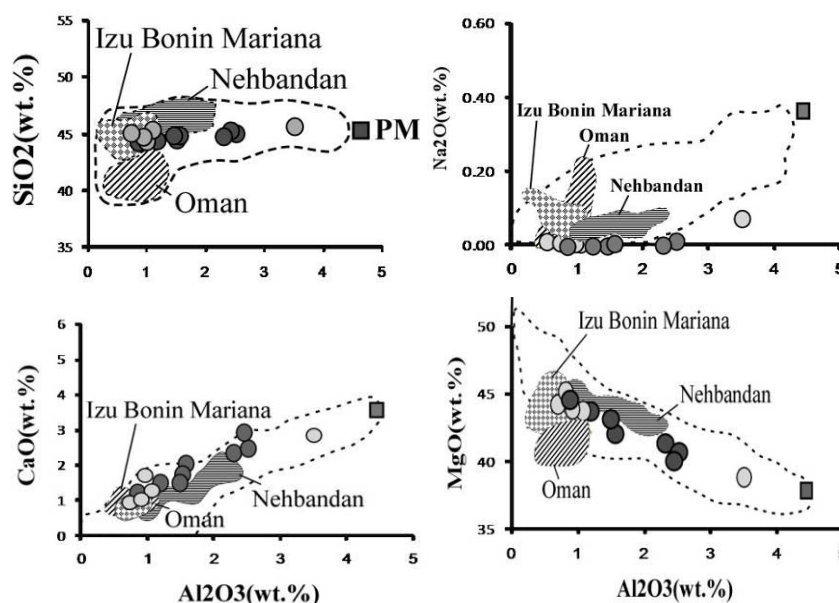 SiO2(wt.%)
55
50
45
40
35
Izu Bonin Mariana
Nehbandan
PM
Oman
0 1 2 3 4 5
Na2O(wt.%)
0.60
0.40
0.20
0.00
Izu Bonin Mariana
Oman
Nehbandan
0 1 2 3 4 5
CaO(wt.%)
6
5
4
3
2
1
0
Izu Bonin Mariana
Nehbandan
Oman
0 1 2 3 4 5
Al2O3(wt.%)
MgO(wt.%)
50
45
40
35
Izu Bonin Mariana
Nehbandan
Oman
0 1 2 3 4 5
Al2O3(wt.%)